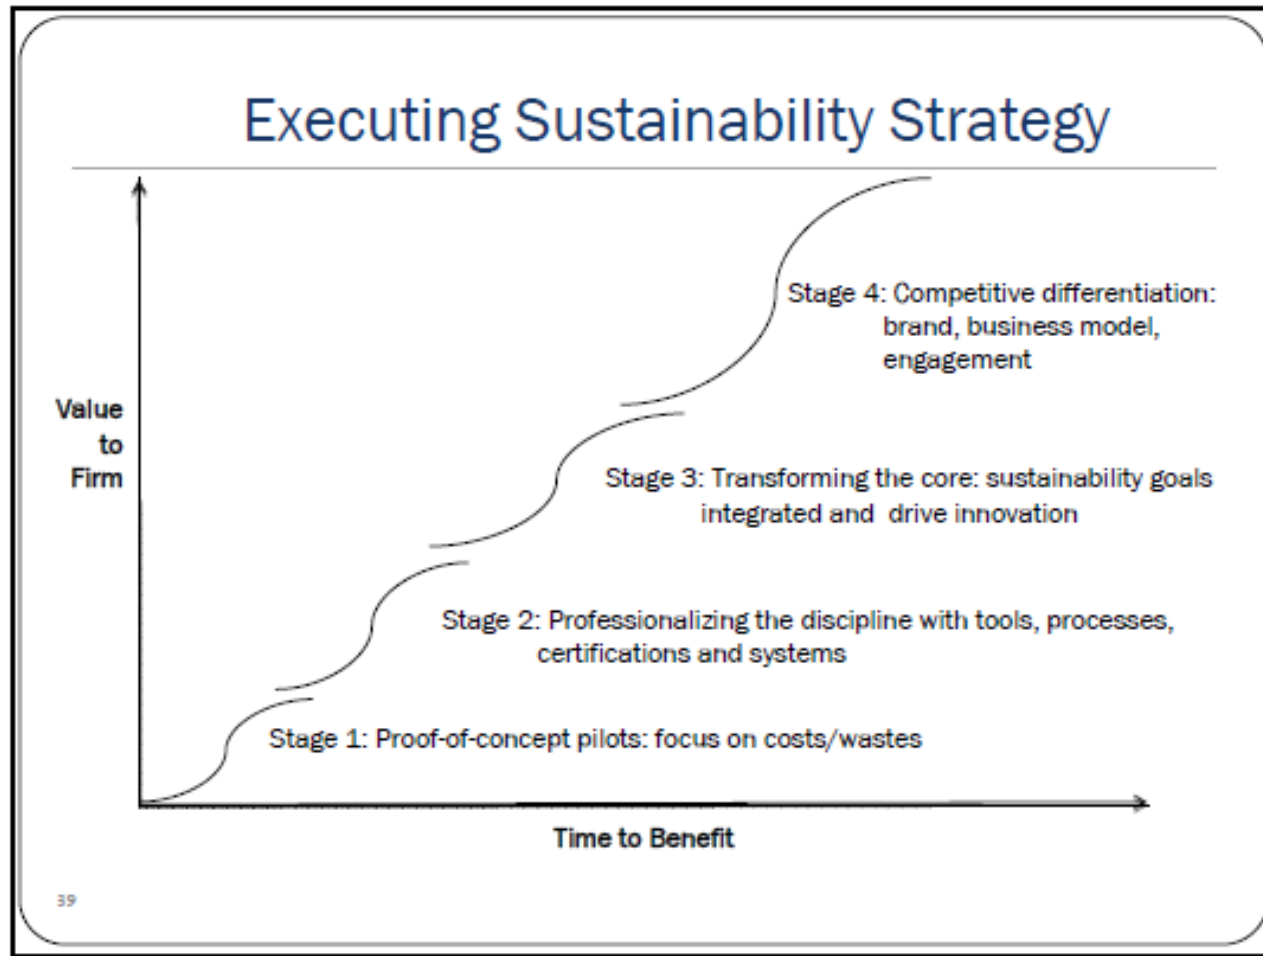 Executing Sustainability Strategy
Stage 4: Competitive differentiation:
brand, business model,
engagement
Value
to
Firm
Stage 3: Transforming the core: sustainability goals
integrated and drive innovation
Stage 2: Professionalizing the discipline with tools, processes,
certifications and systems
Stage 1: Proof-of-concept pilots: focus on costs/wastes
Time to Benefit
39